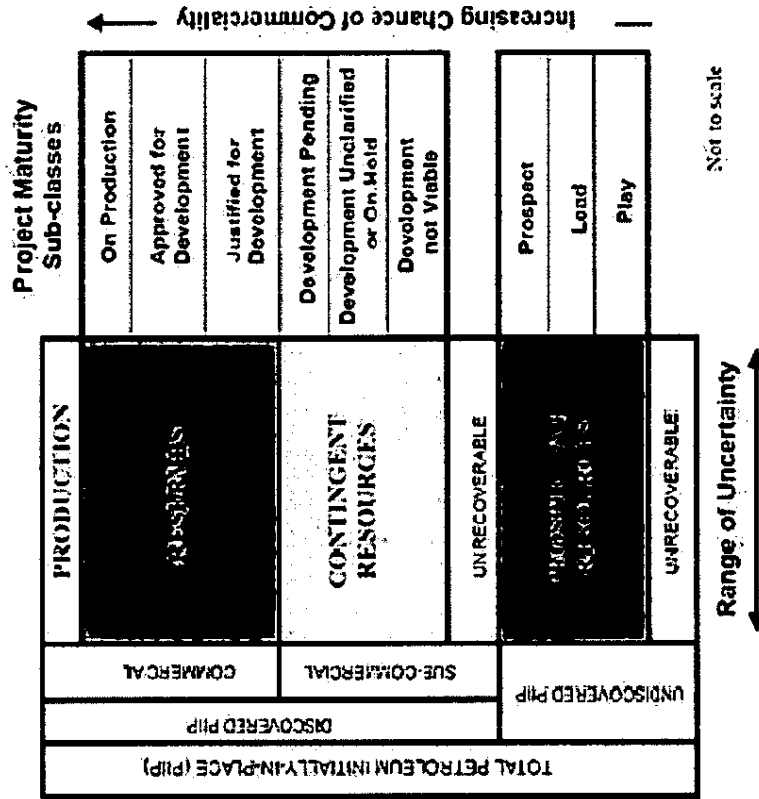 Project Maturity
Sub-classes
PRODUCTION
On Production
Approved for
Development
Justified for
Development
RESERVES
Development Pending
Development Unclarified
or On Hold
Development
not Viable
CONTINGENT
RESOURCES
UNRECOVERABLE
Prospect
Lead
Play
RESOURCES
UNRECOVERABLE
Range of Uncertainty
Not to scale
Increasing Chance of Commerciality
COMMERCIAL
SUB-COMMERCIAL
DISCOVERED PIIP
UNDISCOVERED PIIP
TOTAL PETROLEUM INITIALLY-IN-PLACE (PIIP)